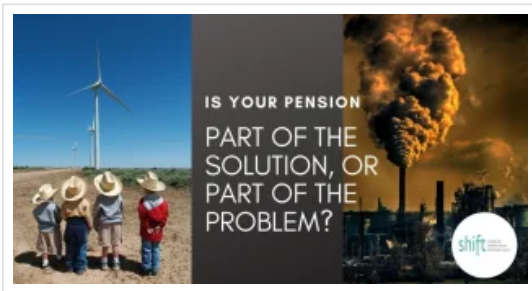 IS YOUR PENSION
PART OF THE
SOLUTION, OR
PART OF THE
PROBLEM?
shift